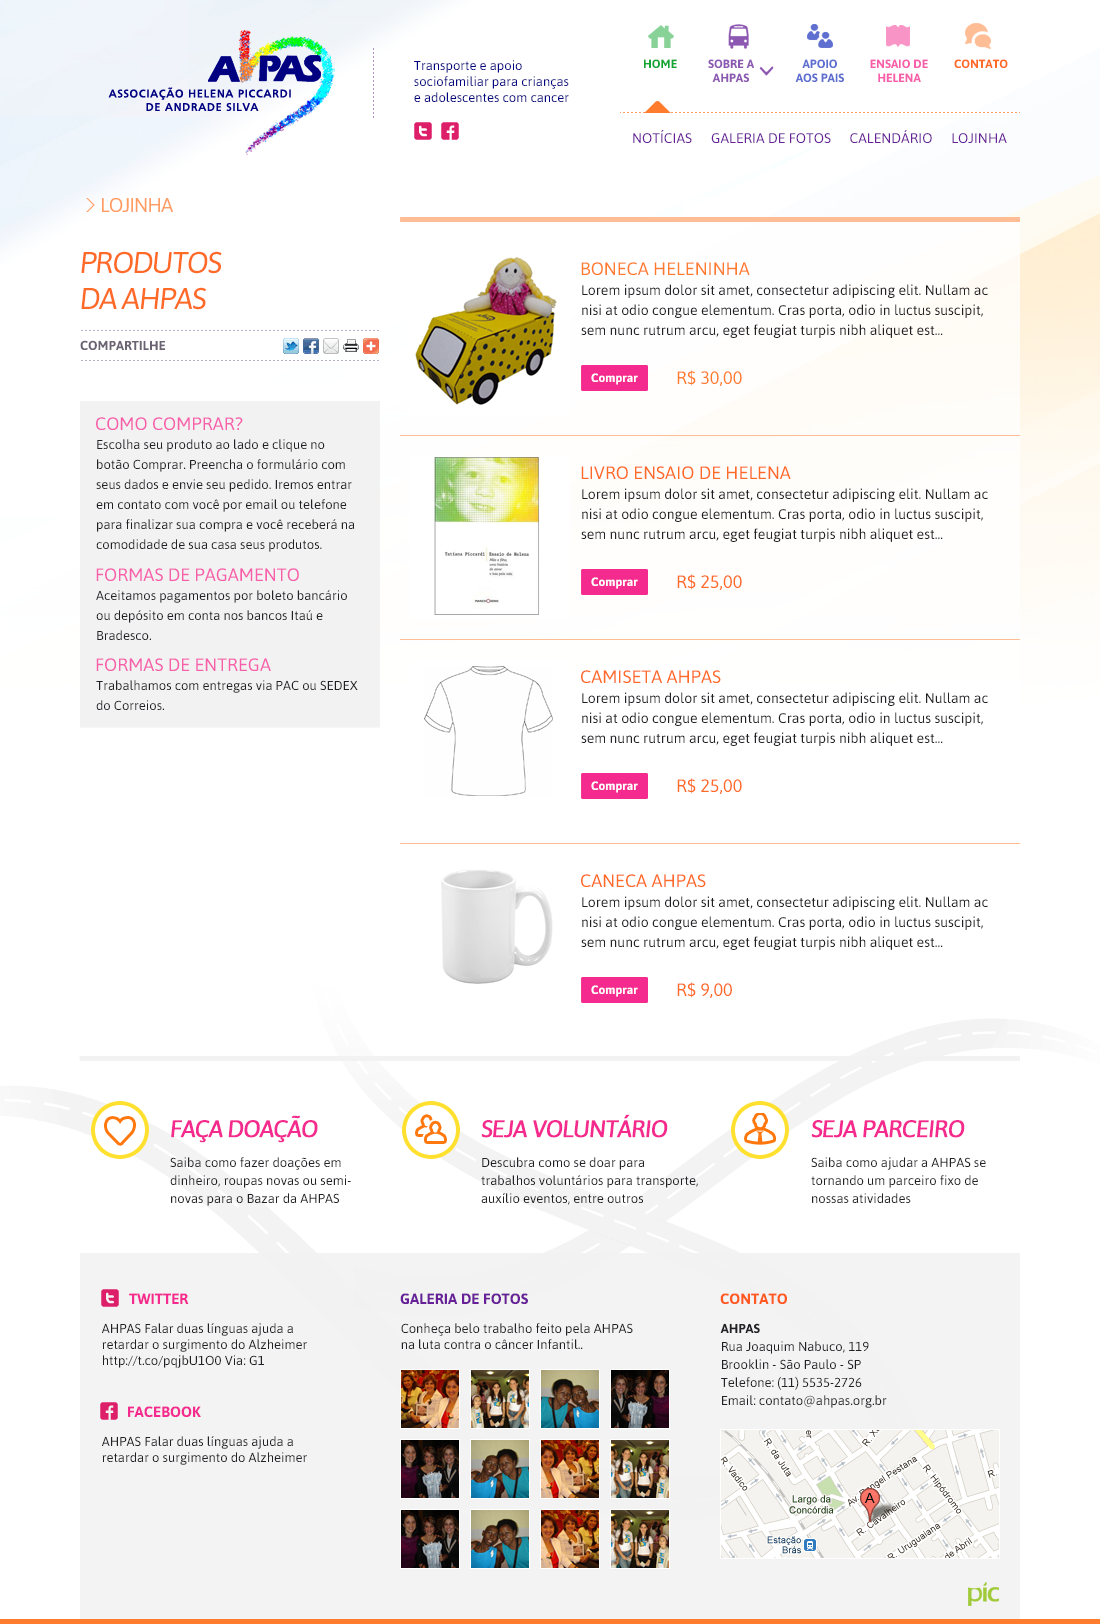 AHPAS
ASSOCIAÇÃO HELENA PICCARDI
DE ANDRADE SILVA
Transporte e apoio
sociofamiliar para crianças
e adolescentes com cancer
HOME
SOBRE A
AHPAS
APOIO
AOS PAIS
ENSAIO DE
HELENA
CONTATO
NOTÍCIAS GALERIA DE FOTOS CALENDÁRIO LOJINHA
> LOJINHA
PRODUTOS
DA AHPAS
COMPARTILHE
COMO COMPRAR?
Escolha seu produto ao lado e clique no
botão Comprar. Preencha o formulário com
seus dados e envie seu pedido. Iremos entrar
em contato com você por email ou telefone
para finalizar sua compra e você receberá na
comodidade de sua casa seus produtos.
FORMAS DE PAGAMENTO
Aceitamos pagamentos por boleto bancário
ou depósito em conta nos bancos Itaú e
Bradesco.
FORMAS DE ENTREGA
Trabalhamos com entregas via PAC ou SEDEX
do Correios.
BONECA HELENINHA
Lorem ipsum dolor sit amet, consectetur adipiscing elit. Nullam ac
nisi at odio congue elementum. Cras porta, odio in luctus suscipit,
sem nunc rutrum arcu, eget feugiat turpis nibh aliquet est...
Comprar R$ 30,00
Tatiana Piccardi Ensaio de Helena
LIVRO ENSAIO DE HELENA
Lorem ipsum dolor sit amet, consectetur adipiscing elit. Nullam ac
nisi at odio congue elementum. Cras porta, odio in luctus suscipit,
sem nunc rutrum arcu, eget feugiat turpis nibh aliquet est...
Comprar R$ 25,00
CAMISETA AHPAS
Lorem ipsum dolor sit amet, consectetur adipiscing elit. Nullam ac
nisi at odio congue elementum. Cras porta, odio in luctus suscipit,
sem nunc rutrum arcu, eget feugiat turpis nibh aliquet est...
Comprar R$ 25,00
CANECA AHPAS
Lorem ipsum dolor sit amet, consectetur adipiscing elit. Nullam ac
nisi at odio congue elementum. Cras porta, odio in luctus suscipit,
sem nunc rutrum arcu, eget feugiat turpis nibh aliquet est...
Comprar R$ 9,00
FAÇA DOAÇÃO
Saiba como fazer doações em
dinheiro, roupas novas ou semi-
novas para o Bazar da AHPAS
SEJA VOLUNTÁRIO
Descubra como se doar para
trabalhos voluntários para transporte,
auxílio eventos, entre outros
SEJA PARCEIRO
Saiba como ajudar a AHPAS se
tornando um parceiro fixo de
nossas atividades
TWITTER
AHPAS Falar duas línguas ajuda a
retardar o surgimento do Alzheimer
http://t.co/pqjbU1O0 Via: G1
FACEBOOK
AHPAS Falar duas línguas ajuda a
retardar o surgimento do Alzheimer
GALERIA DE FOTOS
Conheça belo trabalho feito pela AHPAS
na luta contra o câncer Infantil..
CONTATO
AHPAS
Rua Joaquim Nabuco, 119
Brooklin - São Paulo - SP
Telefone: (11) 5535-2726
Email: contato@ahpas.org.br
R. Vadico
R. da Juta
R. X
Av. Rangel Pestana
R. Hipódromo
R.
Largo da
Concórdia
A
R. Cavalheiro
R. Uruguaiana
de Abril
Estação
Brás
pic